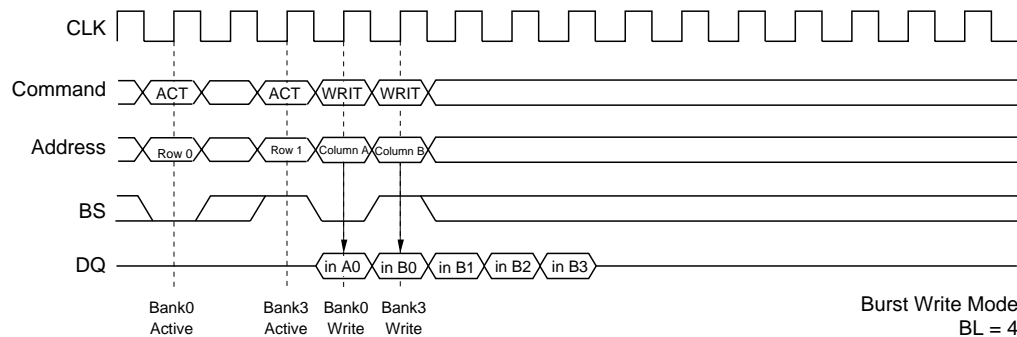 CLK
Command ACT ACT WRIT WRIT
Address Row 0 Row 1 Column A Column B
BS
DQ in A0 in B0 in B1 in B2 in B3
Bank0 Bank3 Bank0 Bank3
Active Active Write Write
Burst Write Mode
BL = 4